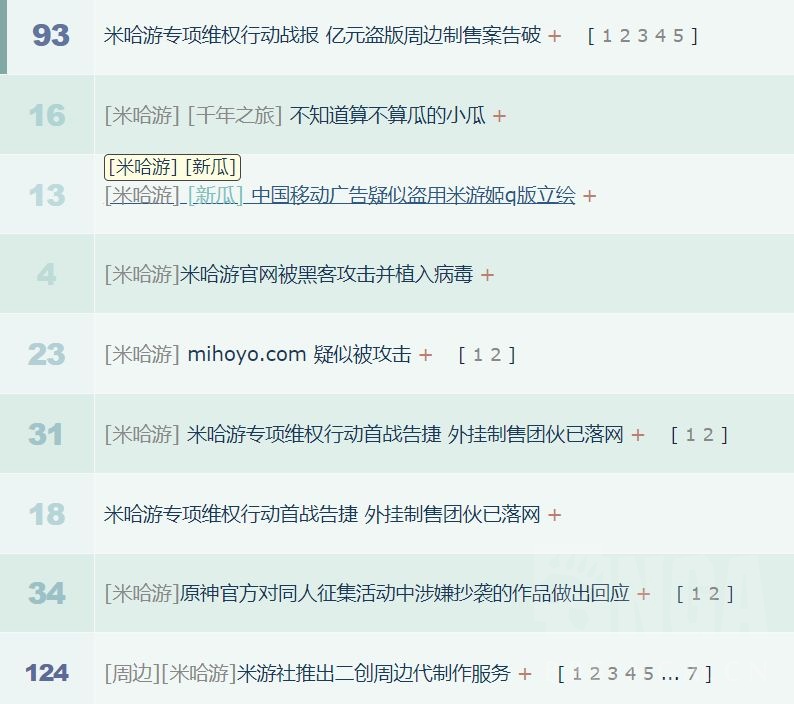 93 米哈游专项维权行动战报 亿元盗版周边制售案告破 + [ 1 2 3 4 5 ]
16 [米哈游] [千年之旅] 不知道算不算瓜的小瓜 +
[米哈游] [新瓜]
13 [米哈游] [新瓜] 中国移动广告疑似盗用米游姬q版立绘 +
4 [米哈游]米哈游官网被黑客攻击并植入病毒 +
23 [米哈游] mihoyo.com 疑似被攻击 + [ 1 2 ]
31 [米哈游] 米哈游专项维权行动首战告捷 外挂制售团伙已落网 + [ 1 2 ]
18 米哈游专项维权行动首战告捷 外挂制售团伙已落网 +
34 [米哈游]原神官方对同人征集活动中涉嫌抄袭的作品做出回应 + [ 1 2 ]
124 [周边][米哈游]米游社推出二创周边代制作服务 + [ 1 2 3 4 5 ... 7 ]